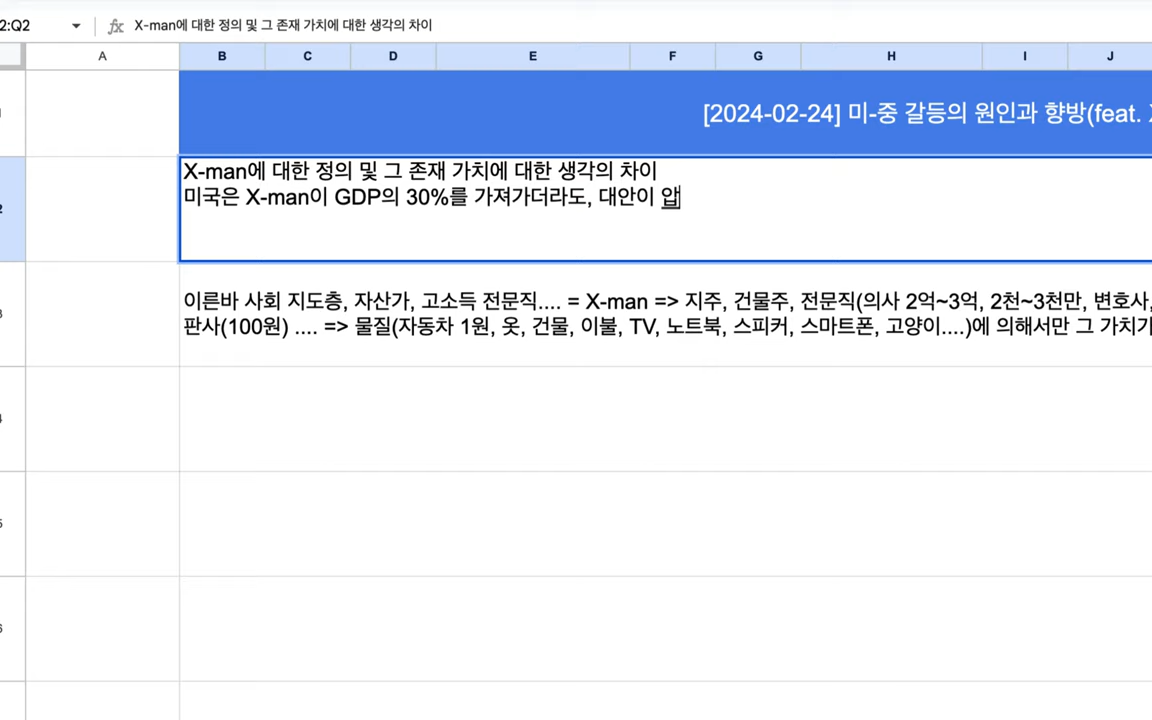 2:Q2 fx X-man에 대한 정의 및 그 존재 가치에 대한 생각의 차이
A B C D E F G H I J
1 [2024-02-24] 미-중 갈등의 원인과 향방(feat.
2 X-man에 대한 정의 및 그 존재 가치에 대한 생각의 차이
미국은 X-man이 GDP의 30%를 가져가더라도, 대안이 앖
3 이른바 사회 지도층, 자산가, 고소득 전문직.... = X-man => 지주, 건물주, 전문직(의사 2억~3억, 2천~3천만, 변호사,
판사(100원) .... => 물질(자동차 1원, 옷, 건물, 이불, TV, 노트북, 스피커, 스마트폰, 고양이....)에 의해서만 그 가치가
4
5
6